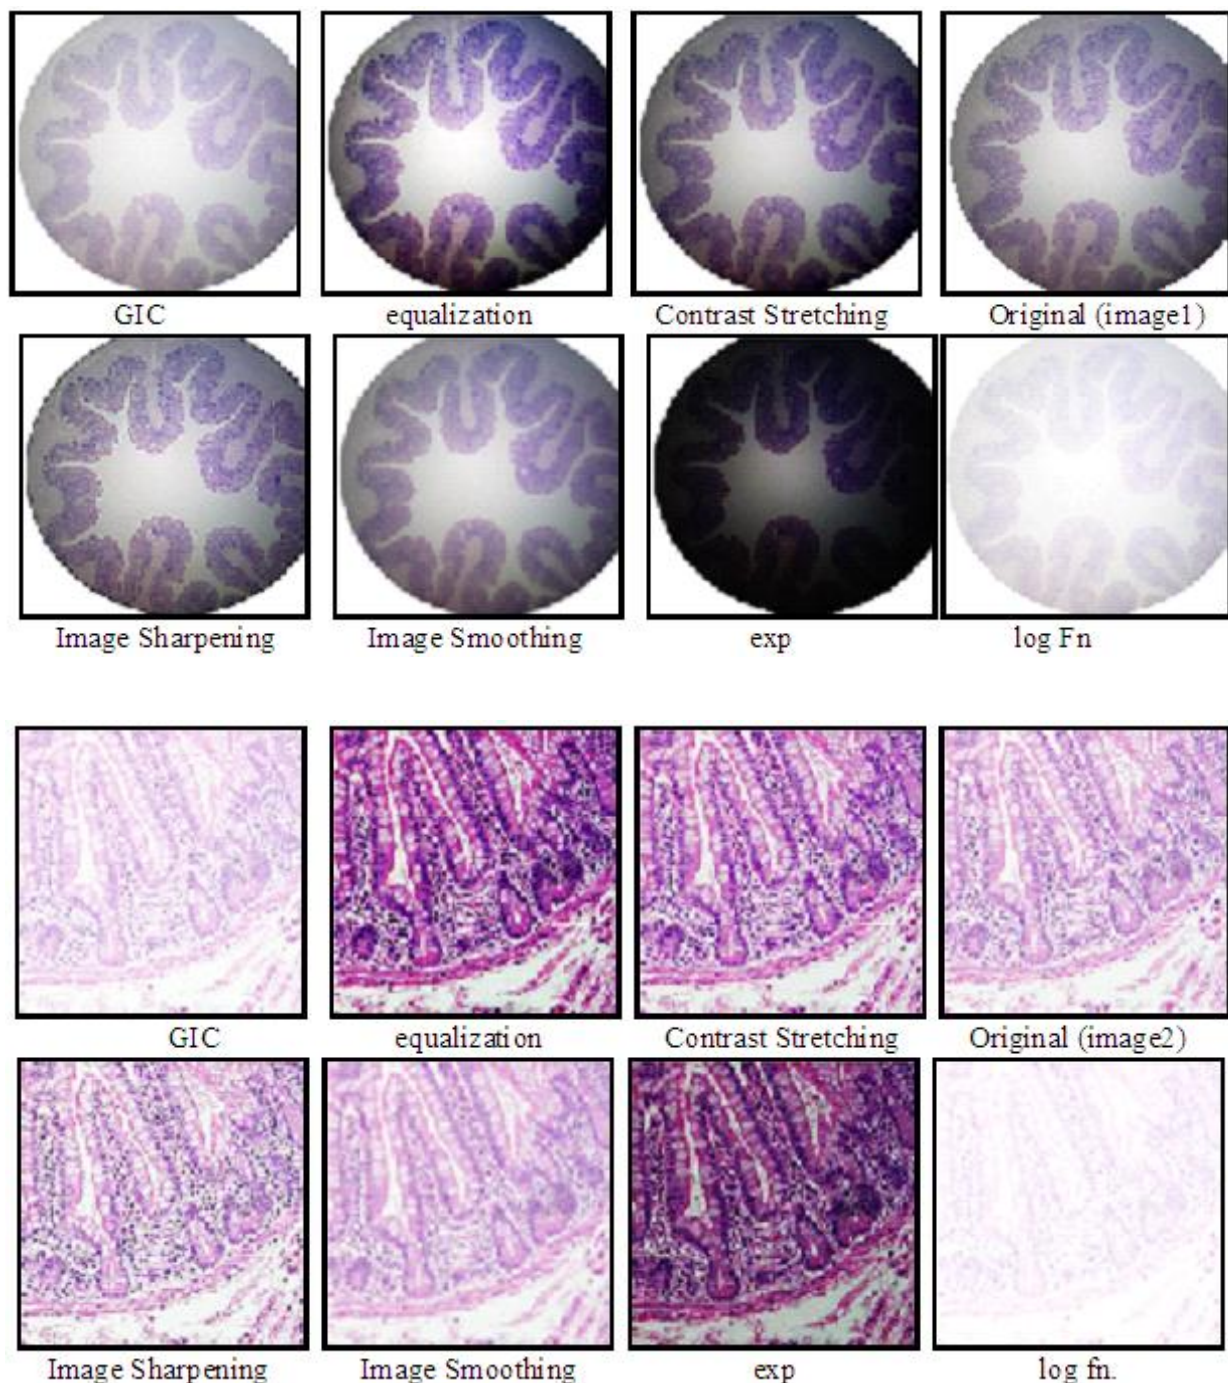 GIC equalization Contrast Stretching Original (image1)
Image Sharpening Image Smoothing exp log Fn
GIC equalization Contrast Stretching Original (image2)
Image Sharpening Image Smoothing exp log fn.